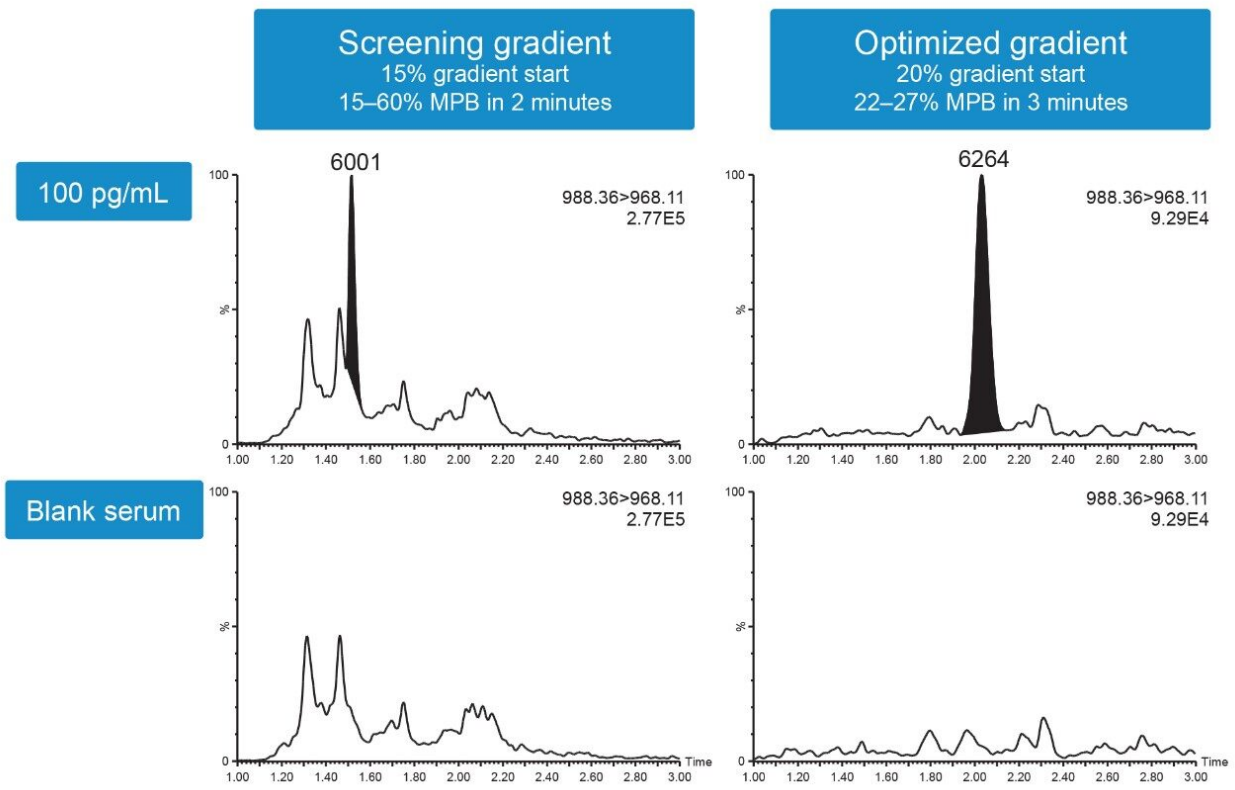 Screening gradient
15% gradient start
15–60% MPB in 2 minutes
Optimized gradient
20% gradient start
22–27% MPB in 3 minutes
100 pg/mL
6001
100
988.36>968.11
2.77E5
%
0
1.00 1.20 1.40 1.60 1.80 2.00 2.20 2.40 2.60 2.80 3.00
6264
100
988.36>968.11
9.29E4
%
0
1.00 1.20 1.40 1.60 1.80 2.00 2.20 2.40 2.60 2.80 3.00
Blank serum
100
988.36>968.11
2.77E5
%
0
Time
1.00 1.20 1.40 1.60 1.80 2.00 2.20 2.40 2.60 2.80 3.00
100
988.36>968.11
9.29E4
%
0
Time
1.00 1.20 1.40 1.60 1.80 2.00 2.20 2.40 2.60 2.80 3.00